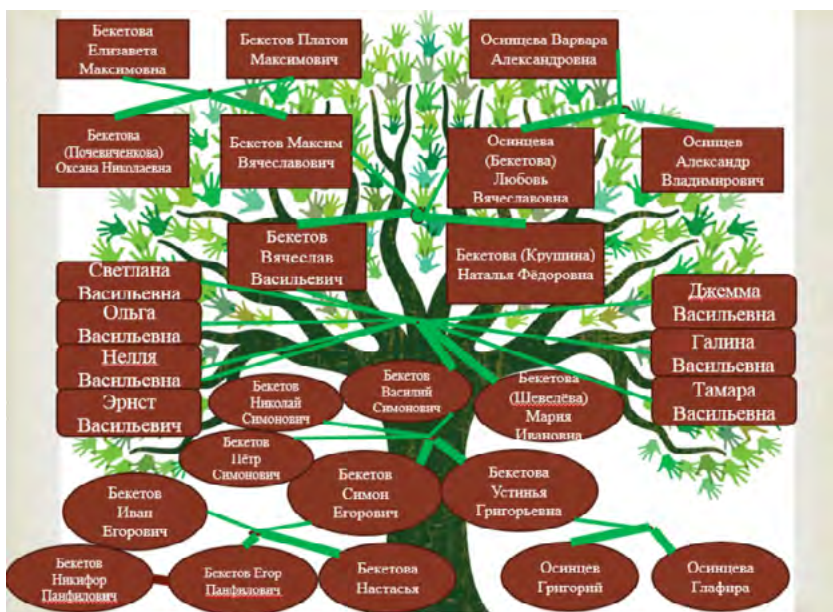 Бекетова
Елизавета
Максимовна
Бекетов Платон
Максимович
Осинцева Варвара
Александровна
Бекетова
(Почевиченкова)
Оксана Николаевна
Бекетов Максим
Вячеславович
Осинцева
(Бекетова)
Любовь
Вячеславовна
Осинцев
Александр
Владимирович
Бекетов
Вячеслав
Васильевич
Бекетова (Крушина)
Наталья Фёдоровна
Светлана
Васильевна
Ольга
Васильевна
Нелля
Васильевна
Эрнст
Васильевич
Джемма
Васильевна
Галина
Васильевна
Тамара
Васильевна
Бекетов
Николай
Симонович
Бекетов
Василий
Симонович
Бекетова
(Шевелёва)
Мария
Ивановна
Бекетов
Пётр
Симонович
Бекетов
Симон
Егорович
Бекетова
Устинья
Григорьевна
Бекетов
Иван
Егорович
Бекетов
Никифор
Панфилович
Бекетов Егор
Панфилович
Бекетова
Настасья
Осинцев
Григорий
Осинцева
Глафира